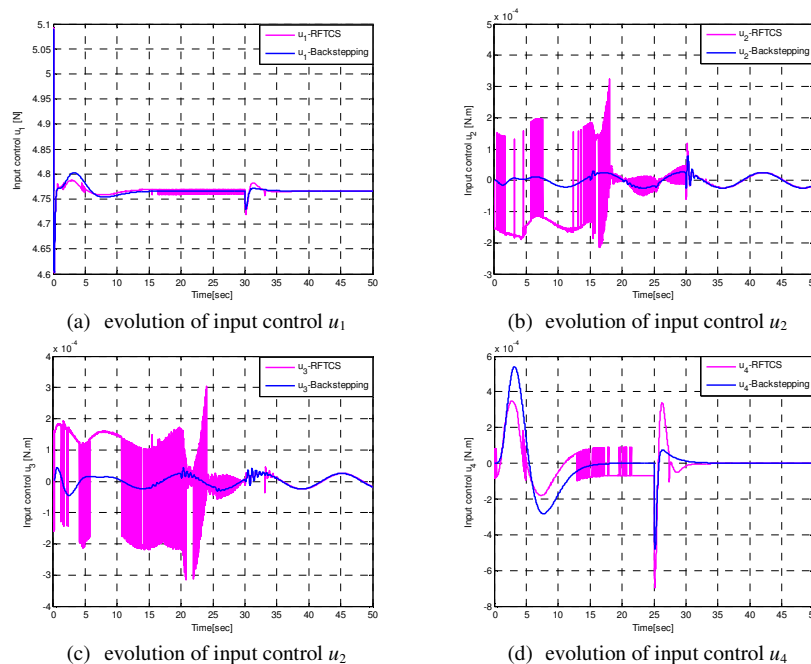 5.1
5.05
5
4.95
4.9
4.85
4.8
4.75
4.7
4.65
4.6
Input control u1 [N]
u1-RFTCS
u1-Backstepping
0 5 10 15 20 25 30 35 40 45 50
Time[sec]
(a) evolution of input control u1
x 10-4
5
4
3
2
1
0
-1
-2
-3
Input control u2 [N.m]
u2-RFTCS
u2-Backstepping
0 5 10 15 20 25 30 35 40 45 50
Time[sec]
(b) evolution of input control u2
x 10-4
4
3
2
1
0
-1
-2
-3
-4
Input control u3 [N.m]
u3-RFTCS
u3-Backstepping
0 5 10 15 20 25 30 35 40 45 50
Time[sec]
(c) evolution of input control u2
x 10-4
6
4
2
0
-2
-4
-6
-8
Input control u4 [N.m]
u4-RFTCS
u4-Backstepping
0 5 10 15 20 25 30 35 40 45 50
Time[sec]
(d) evolution of input control u4